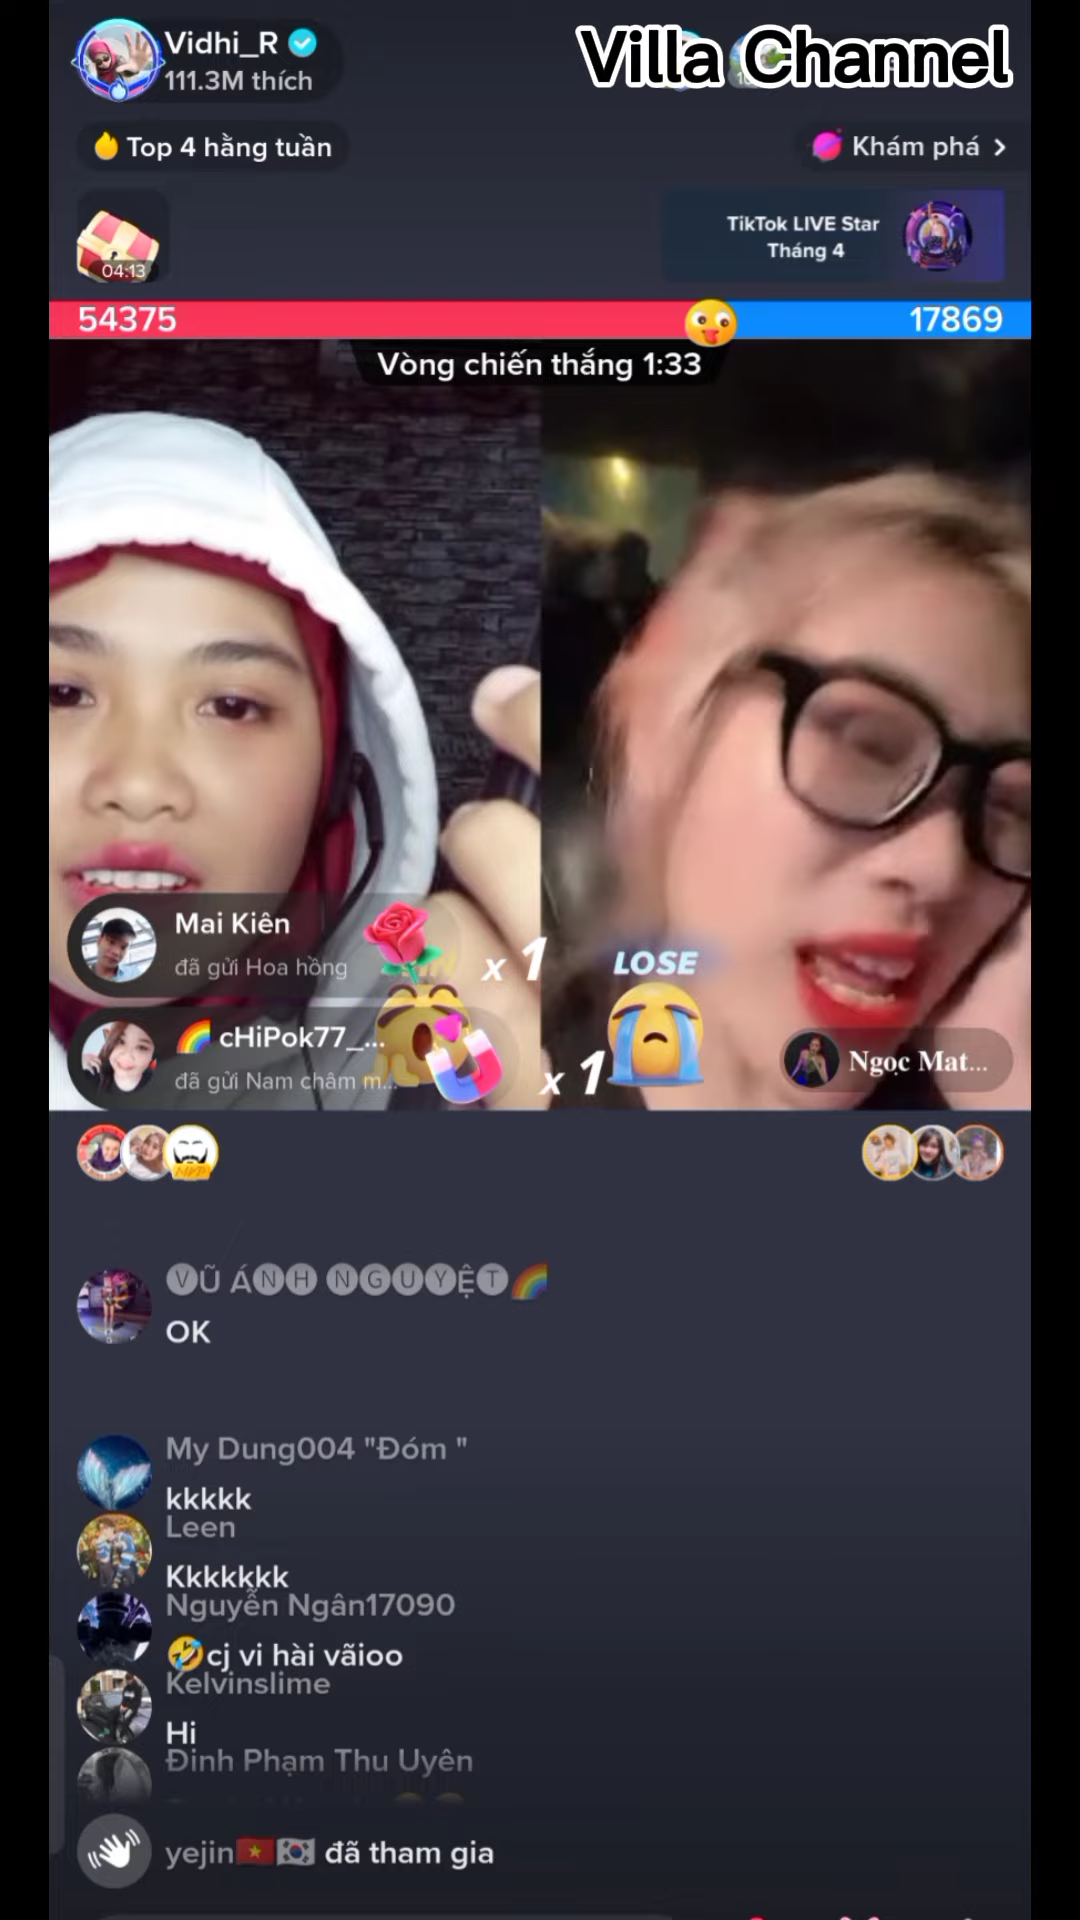 Vidhi_R
111.3M thích
Villa Channel
Top 4 hằng tuần
Khám phá
04:13
TikTok LIVE Star
Tháng 4
54375
17869
Vòng chiến thắng 1:33
Mai Kiên
đã gửi Hoa hồng
x 1
LOSE
cHiPok77_...
đã gửi Nam châm m...
x 1
Ngọc Mat...
VŨ ÁNH NGUYỆT
OK
My Dung004 "Đóm "
kkkkk
Leen
Kkkkkkk
Nguyễn Ngân17090
cj vi hài vãioo
Kelvinslime
Hi
Đinh Phạm Thu Uyên
yejin đã tham gia